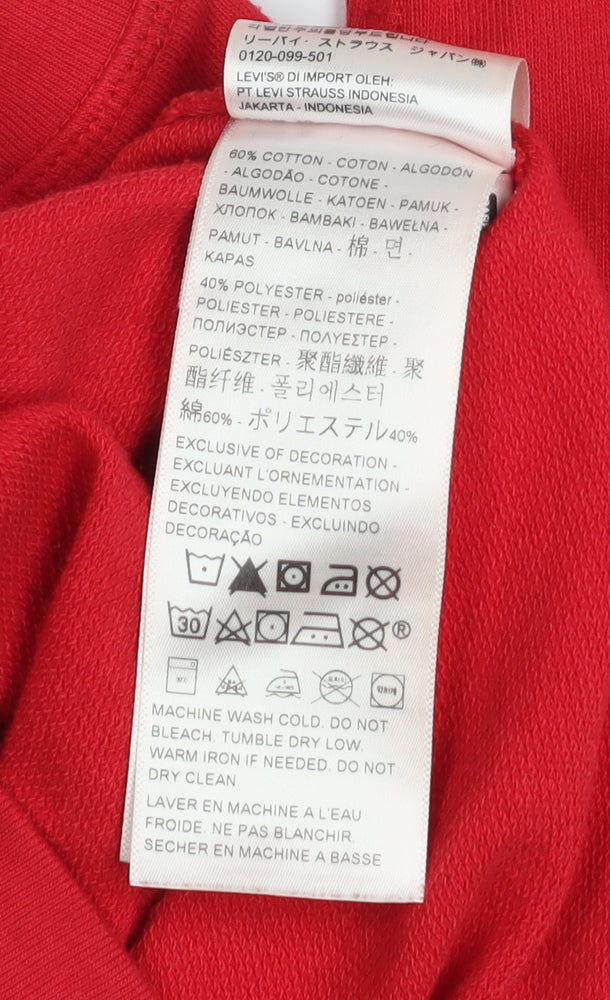 리바이·
リーバイ・ストラウス ジャパン㈱
0120-099-501
LEVI'S® DI IMPORT OLEH:
PT LEVI STRAUSS INDONESIA
JAKARTA - INDONESIA
60% COTTON - COTON - ALGODÓN
- ALGODÃO - COTONE -
BAUMWOLLE - KATOEN - PAMUK -
ХЛОПОК - ΒΑΜΒΑΚΙ - BAWEŁNA -
PAMUT - BAVLNA - 棉 - 면 -
KAPAS
40% POLYESTER - poliéster -
POLIESTER - POLIESTERE -
ПОЛИЭСТЕР - ΠΟΛΥΕΣΤΕΡ -
POLIÉSZTER - 聚酯纖維 - 聚
酯纤维 - 폴리에스터
綿60% - ポリエステル40%
EXCLUSIVE OF DECORATION -
EXCLUANT L'ORNEMENTATION -
EXCLUYENDO ELEMENTOS
DECORATIVOS - EXCLUINDO
DECORAÇÃO
30 ®
MACHINE WASH COLD. DO NOT
BLEACH. TUMBLE DRY LOW.
WARM IRON IF NEEDED. DO NOT
DRY CLEAN
LAVER EN MACHINE A L'EAU
FROIDE. NE PAS BLANCHIR.
SECHER EN MACHINE A BASSE